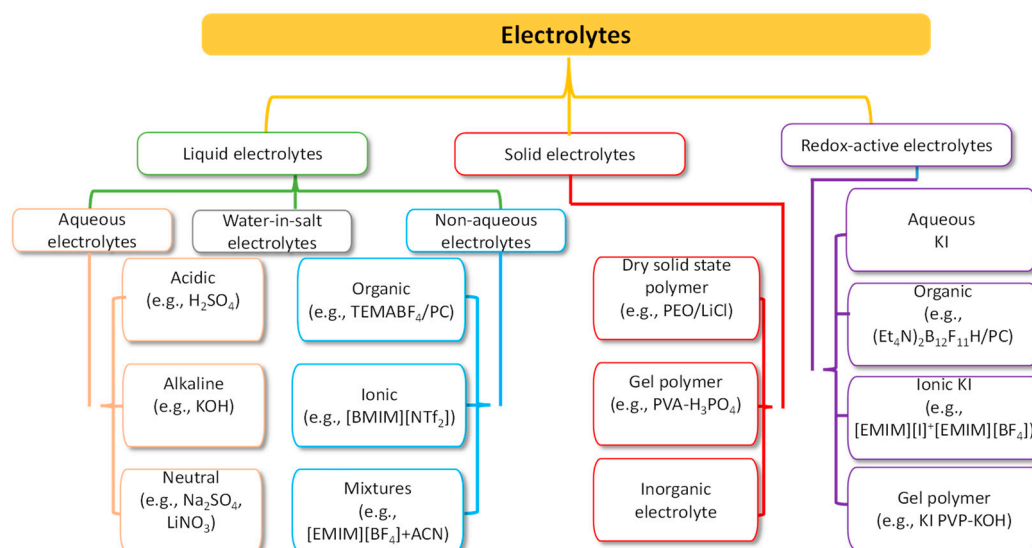 Electrolytes
Liquid electrolytes
Solid electrolytes
Redox-active electrolytes
Aqueous
electrolytes
Water-in-salt
electrolytes
Non-aqueous
electrolytes
Acidic
(e.g., H₂SO₄)
Alkaline
(e.g., KOH)
Neutral
(e.g., Na₂SO₄,
LiNO₃)
Organic
(e.g., TEMABF₄/PC)
Ionic
(e.g., [BMIM][NTf₂])
Mixtures
(e.g.,
[EMIM][BF₄]+ACN)
Dry solid state
polymer
(e.g., PEO/LiCl)
Gel polymer
(e.g., PVA-H₃PO₄)
Inorganic
electrolyte
Aqueous
KI
Organic
(e.g.,
(Et₄N)₂B₁₂F₁₁H/PC)
Ionic KI
(e.g.,
[EMIM][I]⁺[EMIM][BF₄])
Gel polymer
(e.g., KI PVP-KOH)